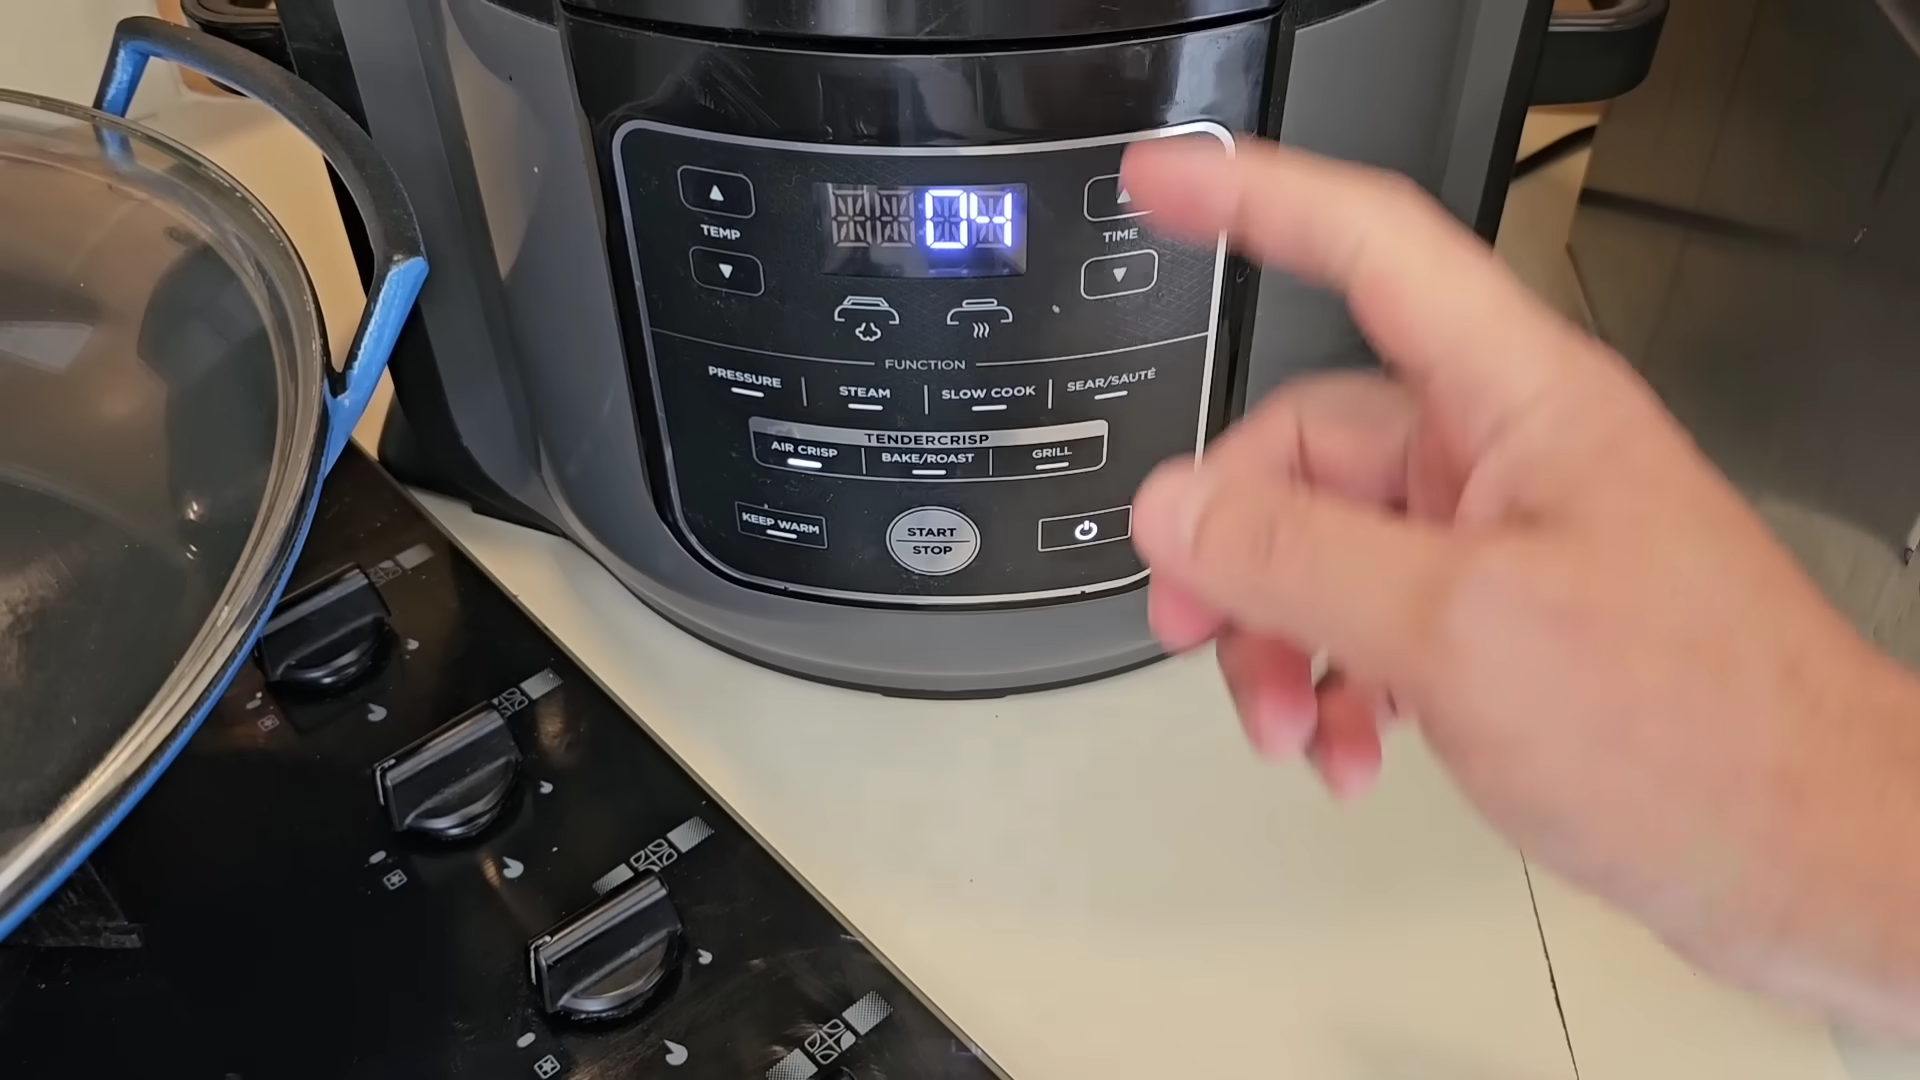 04
TEMP
TIME
FUNCTION
PRESSURE
STEAM
SLOW COOK
SEAR/SAUTÉ
TENDERCRISP
AIR CRISP
BAKE/ROAST
GRILL
KEEP WARM
START
STOP